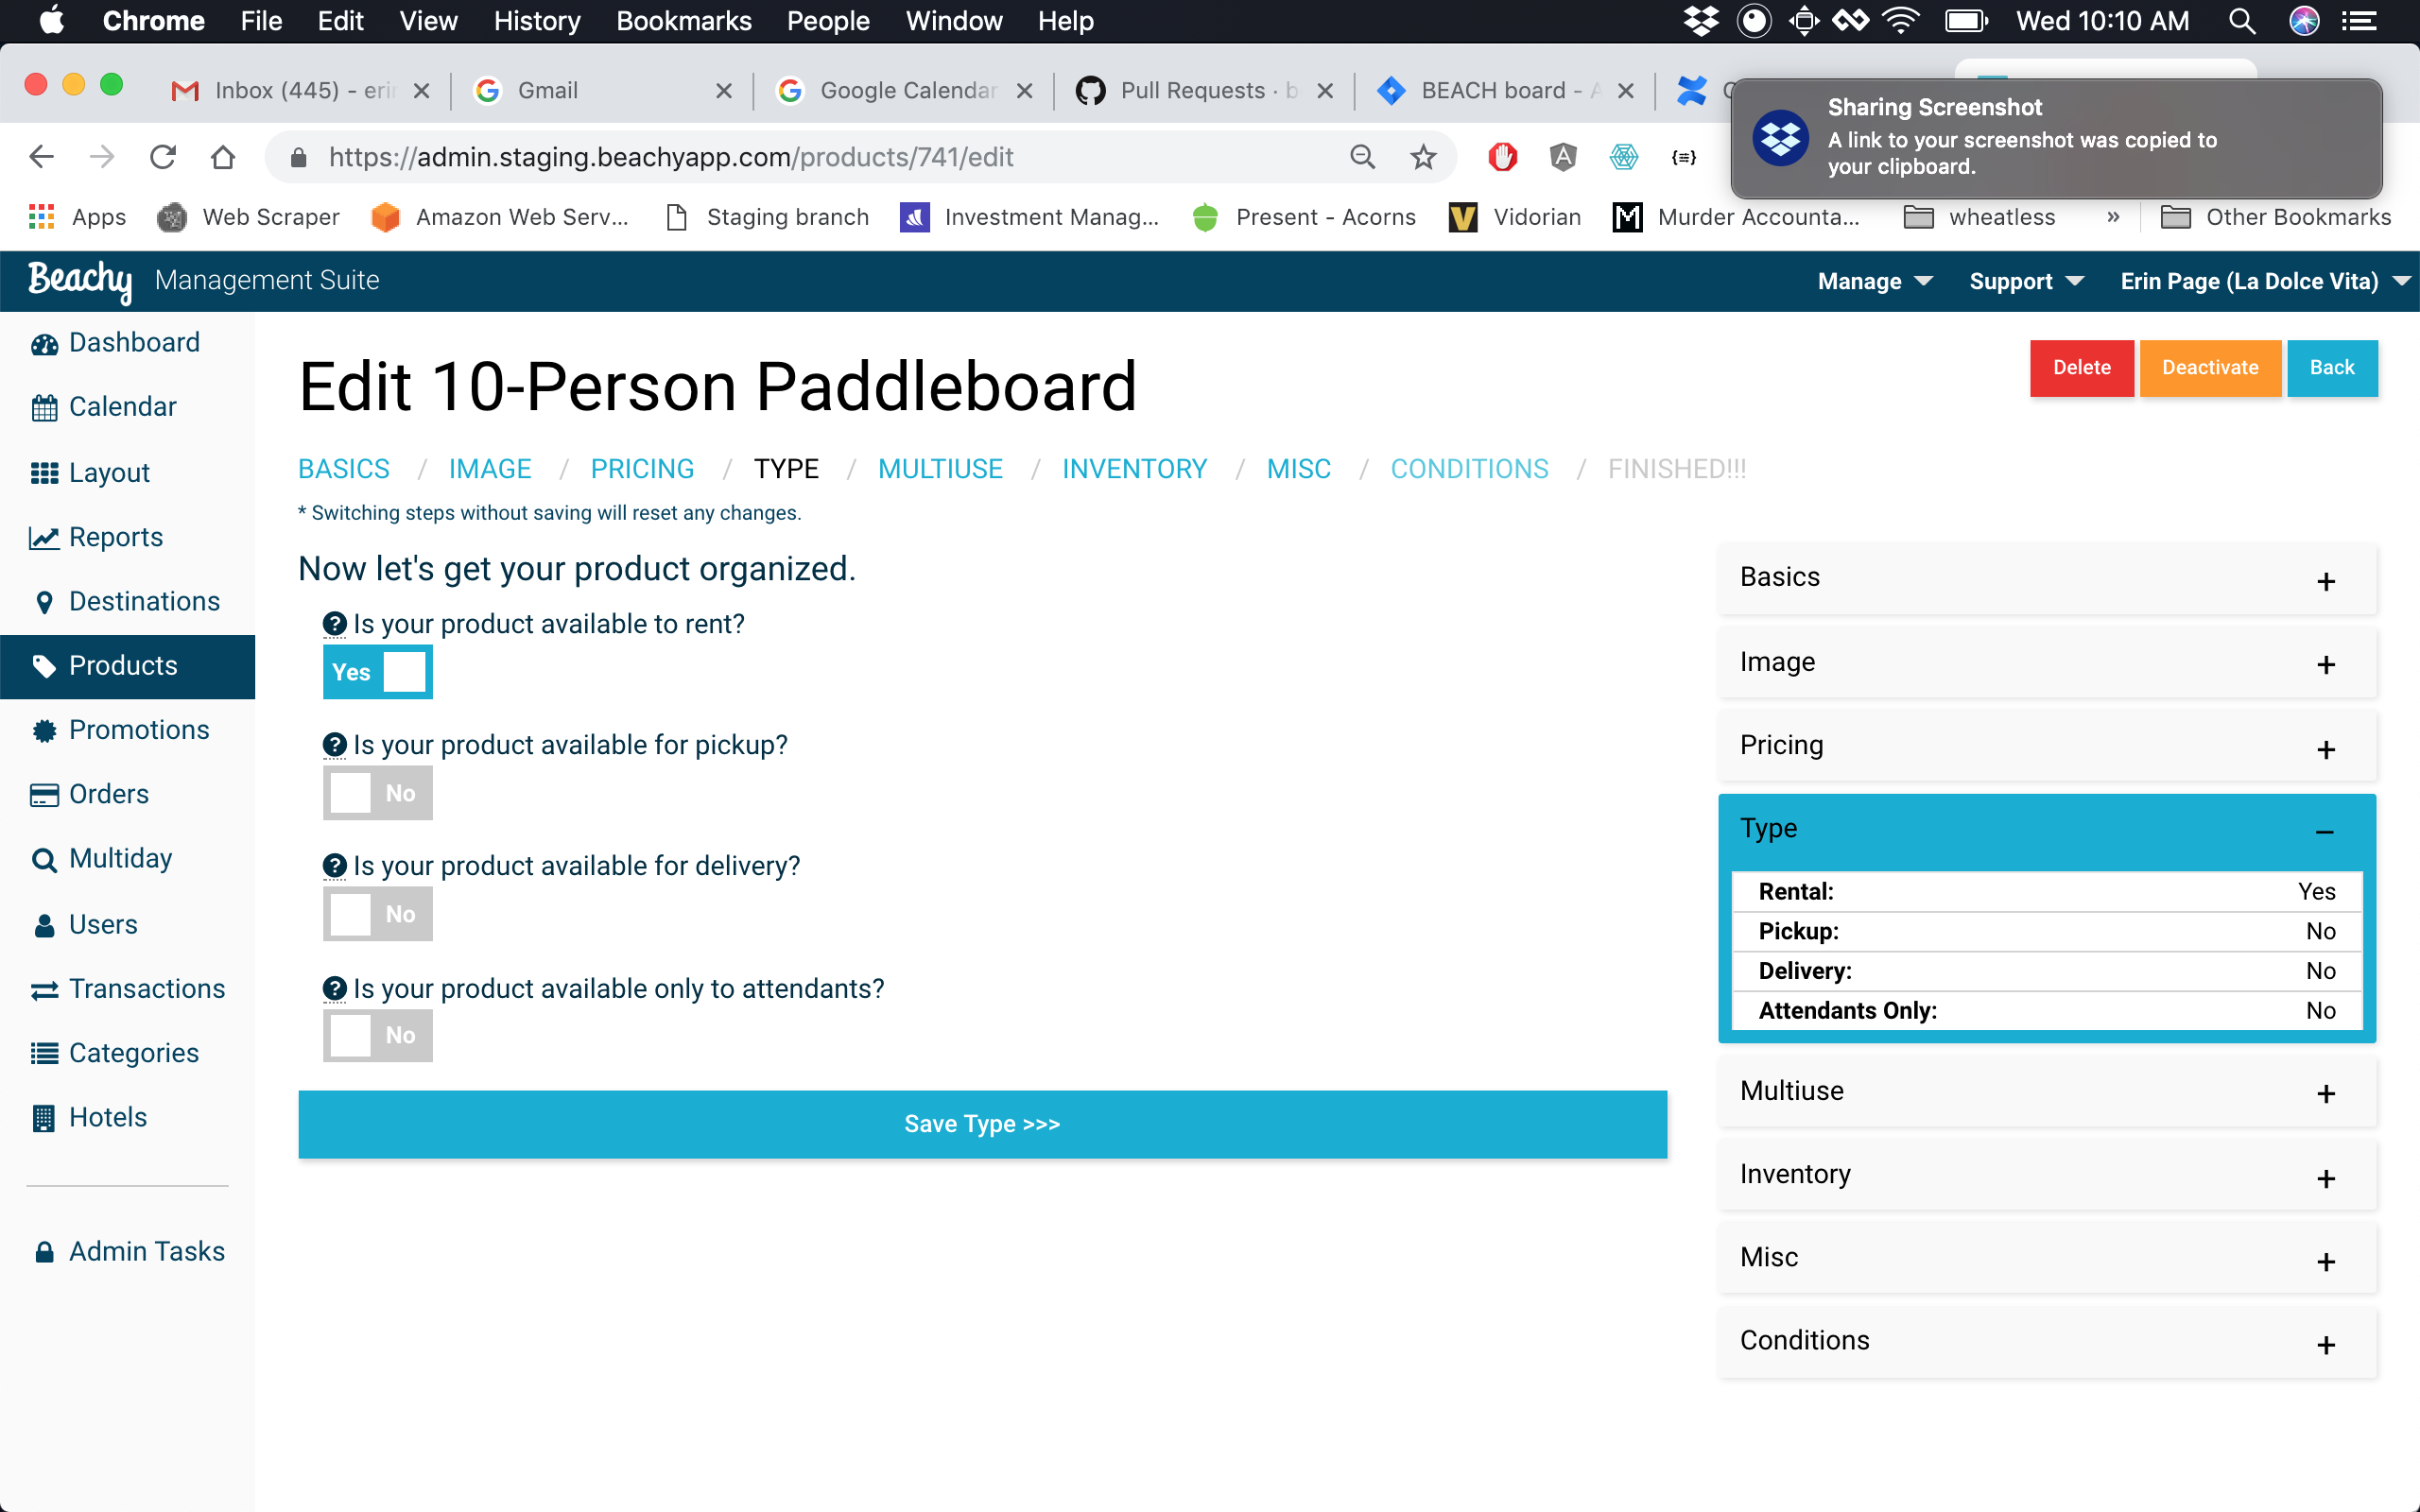 Chrome File Edit View History Bookmarks People Window Help Wed 10:10 AM
Inbox (445) - erin Gmail Google Calendar Pull Requests · b BEACH board - A
Sharing Screenshot
A link to your screenshot was copied to
your clipboard.
https://admin.staging.beachyapp.com/products/741/edit
Apps Web Scraper Amazon Web Serv... Staging branch Investment Manag... Present - Acorns Vidorian Murder Accounta... wheatless » Other Bookmarks
Beachy Management Suite Manage Support Erin Page (La Dolce Vita)
Dashboard
Calendar
Layout
Reports
Destinations
Products
Promotions
Orders
Multiday
Users
Transactions
Categories
Hotels
Admin Tasks
Edit 10-Person Paddleboard
Delete Deactivate Back
BASICS / IMAGE / PRICING / TYPE / MULTIUSE / INVENTORY / MISC / CONDITIONS / FINISHED!!!
* Switching steps without saving will reset any changes.
Now let's get your product organized.
? Is your product available to rent?
Yes
? Is your product available for pickup?
No
? Is your product available for delivery?
No
? Is your product available only to attendants?
No
Save Type >>>
Basics +
Image +
Pricing +
Type –
Rental: Yes
Pickup: No
Delivery: No
Attendants Only: No
Multiuse +
Inventory +
Misc +
Conditions +